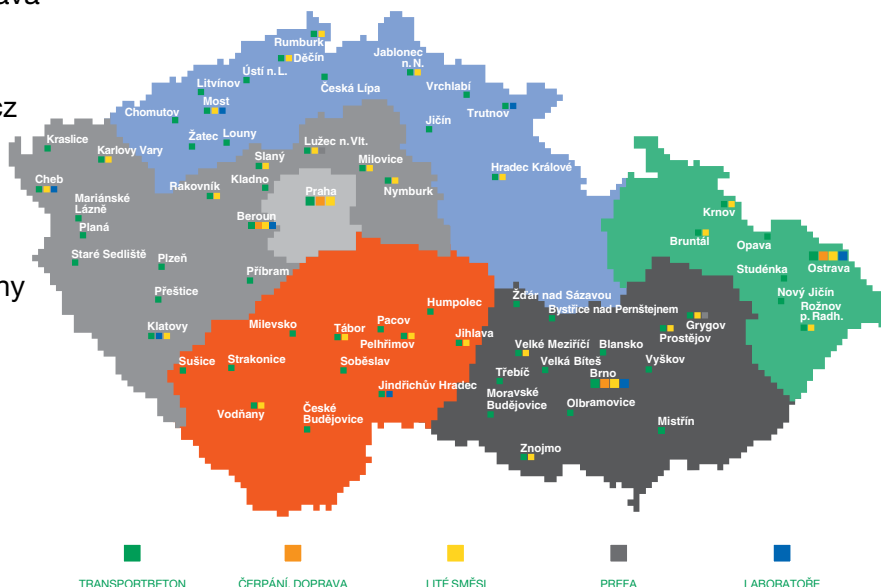 ava
cz
ny
Rumburk
Děčín
Jablonec
n. N.
Ústí n. L.
Litvínov
Česká Lípa
Vrchlabí
Most
Chomutov
Trutnov
Jičín
Žatec
Louny
Kraslice
Karlovy Vary
Lužec n. Vlt.
Slaný
Milovice
Hradec Králové
Cheb
Rakovník
Kladno
Praha
Nymburk
Mariánské
Lázně
Planá
Beroun
Krnov
Bruntál
Opava
Staré Sedliště
Plzeň
Příbram
Studénka
Ostrava
Přeštice
Žďár nad Sázavou
Bystřice nad Pernštejnem
Nový Jičín
Rožnov
p. Radh.
Humpolec
Klatovy
Milevsko
Tábor
Pacov
Pelhřimov
Jihlava
Grygov
Prostějov
Velké Meziříčí
Blansko
Sušice
Strakonice
Soběslav
Velká Bíteš
Vyškov
Třebíč
Brno
Jindřichův Hradec
Moravské
Budějovice
Olbramovice
Vodňany
České
Budějovice
Mistřín
Znojmo
TRANSPORTBETON
ČERPÁNÍ, DOPRAVA
LITÉ SMĚSI
PREFA
LABORATOŘE